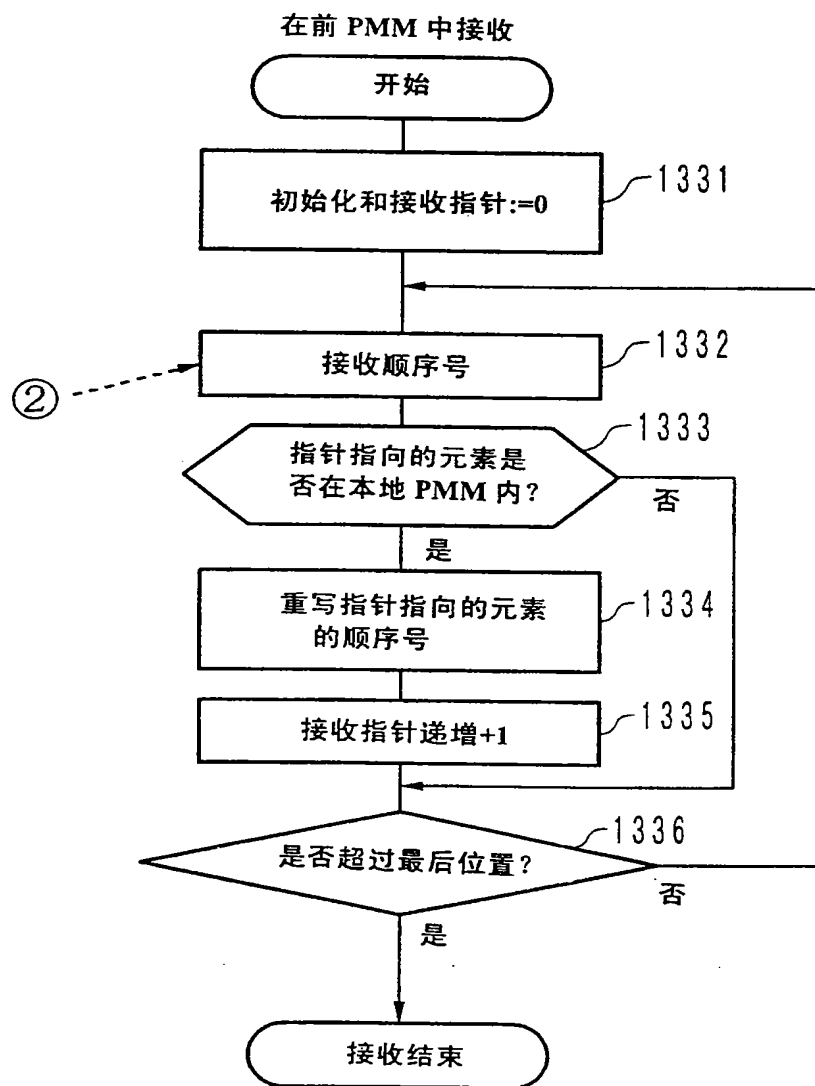 在前 PMM 中接收
开始
初始化和接收指针:=0
1331
接收顺序号
1332
②
指针指向的元素是
否在本地 PMM 内?
1333
否
是
重写指针指向的元素
的顺序号
1334
接收指针递增+1
1335
是否超过最后位置?
1336
否
是
接收结束